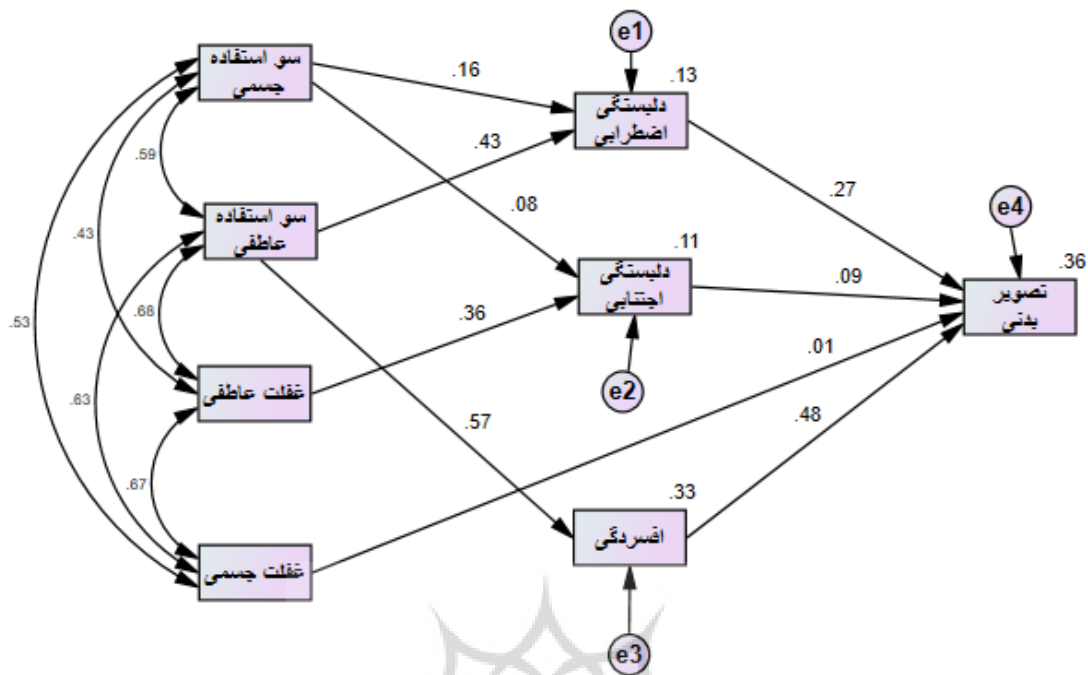 e1
سو استفاده
جسمی
.16
.13
دلبستگی
اضطرابی
.59
.43
.27
.08
e4
سو استفاده
عاطفی
.43
.11
.36
دلبستگی
اجتنابی
.09
تصویر
بدنی
.53
.68
.36
.01
غفلت عاطفی
e2
.63
.57
.48
.67
.33
افسردگی
غفلت جسمی
e3